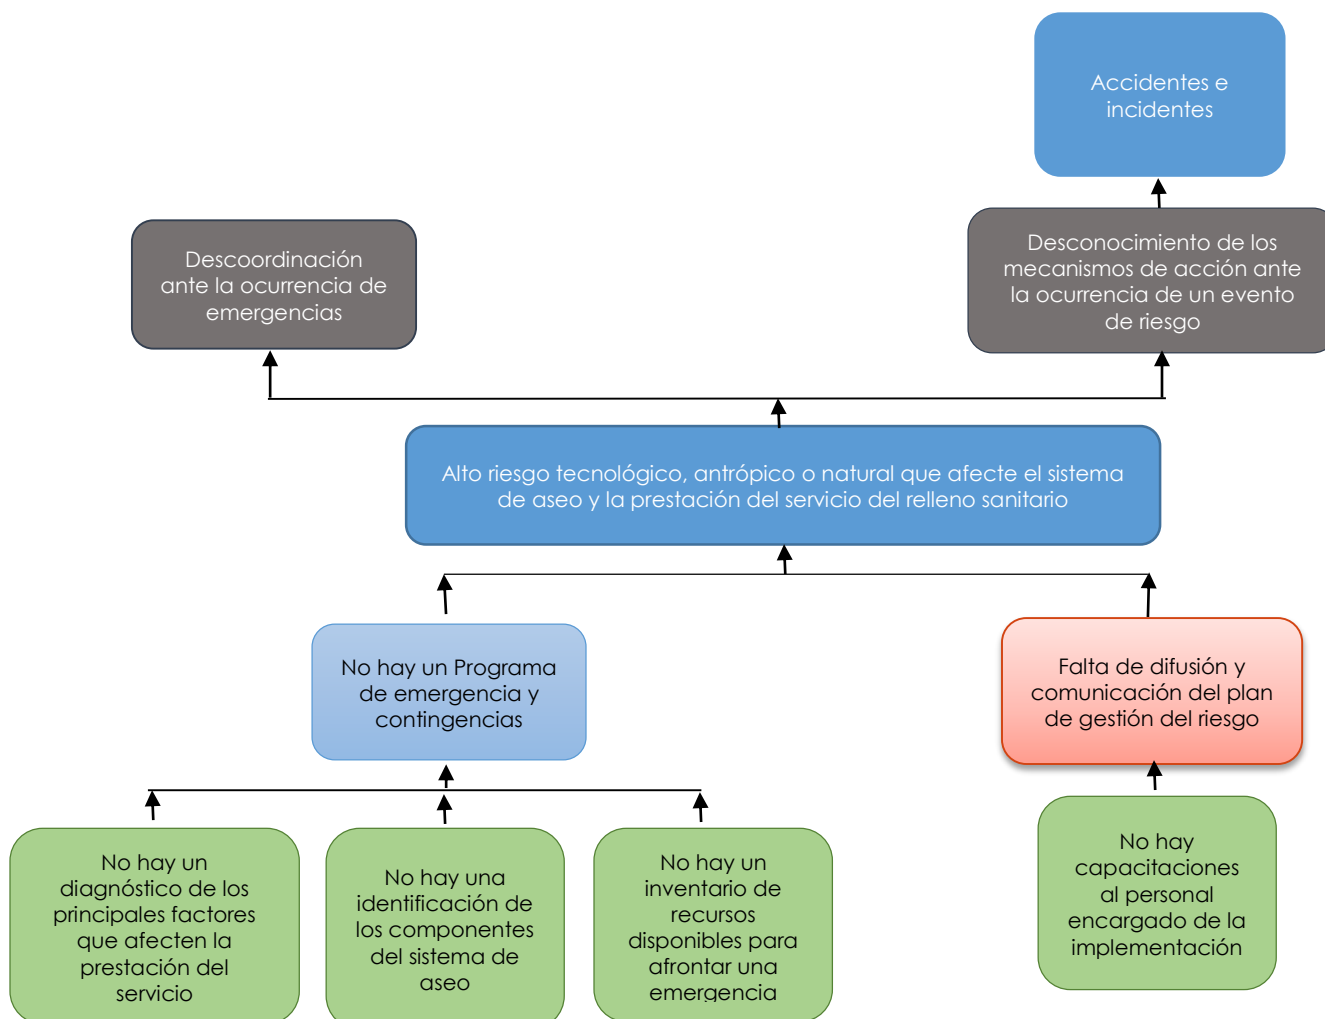 Accidentes e
incidentes
Descoordinación
ante la ocurrencia de
emergencias
Desconocimiento de los
mecanismos de acción ante
la ocurrencia de un evento
de riesgo
Alto riesgo tecnológico, antrópico o natural que afecte el sistema
de aseo y la prestación del servicio del relleno sanitario
No hay un Programa
de emergencia y
contingencias
Falta de difusión y
comunicación del plan
de gestión del riesgo
No hay un
diagnóstico de los
principales factores
que afecten la
prestación del
servicio
No hay una
identificación de
los componentes
del sistema de
aseo
No hay un
inventario de
recursos
disponibles para
afrontar una
emergencia
No hay
capacitaciones
al personal
encargado de la
implementación